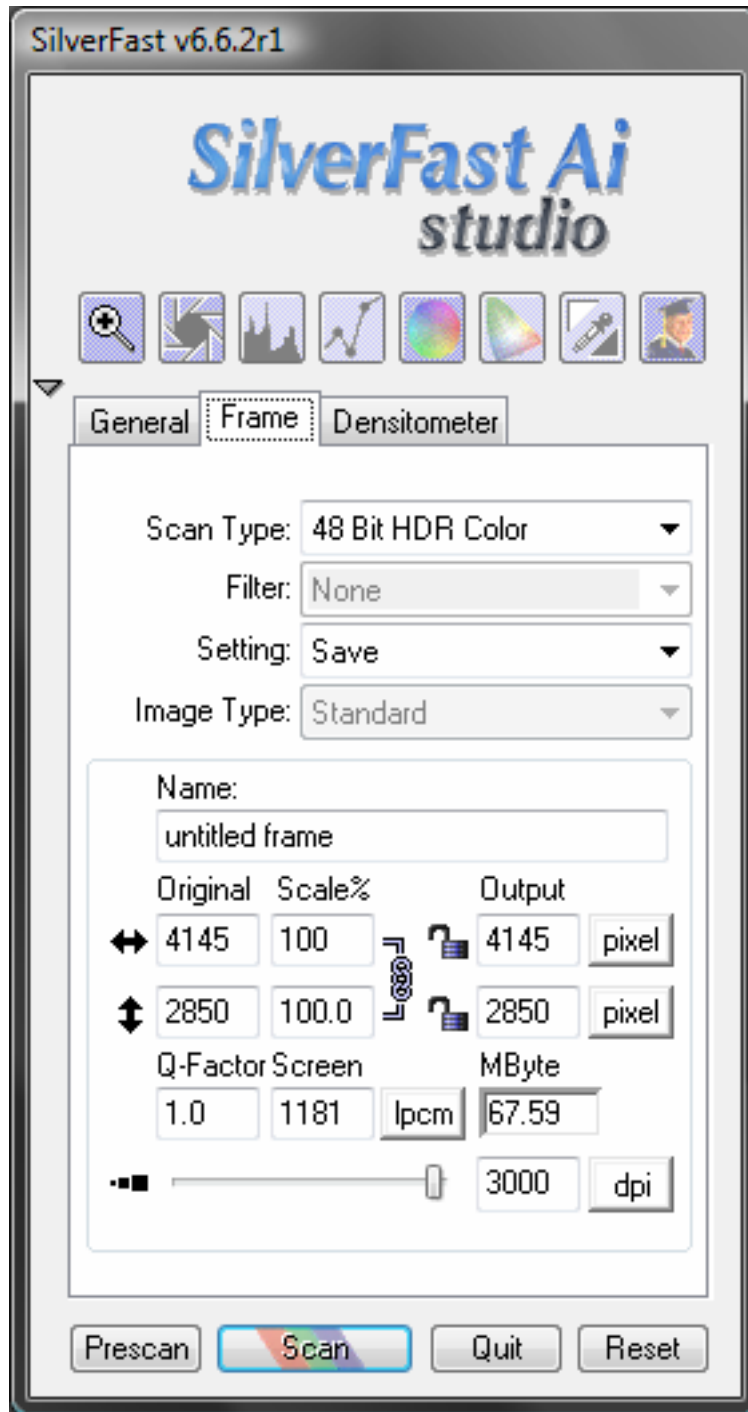 SilverFast v6.6.2r1
SilverFast Ai
studio
General Frame Densitometer
Scan Type: 48 Bit HDR Color
Filter: None
Setting: Save
Image Type: Standard
Name:
untitled frame
Original Scale% Output
4145 100 4145 pixel
2850 100.0 2850 pixel
Q-Factor Screen MByte
1.0 1181 lpcm 67.59
3000 dpi
Prescan Scan Quit Reset